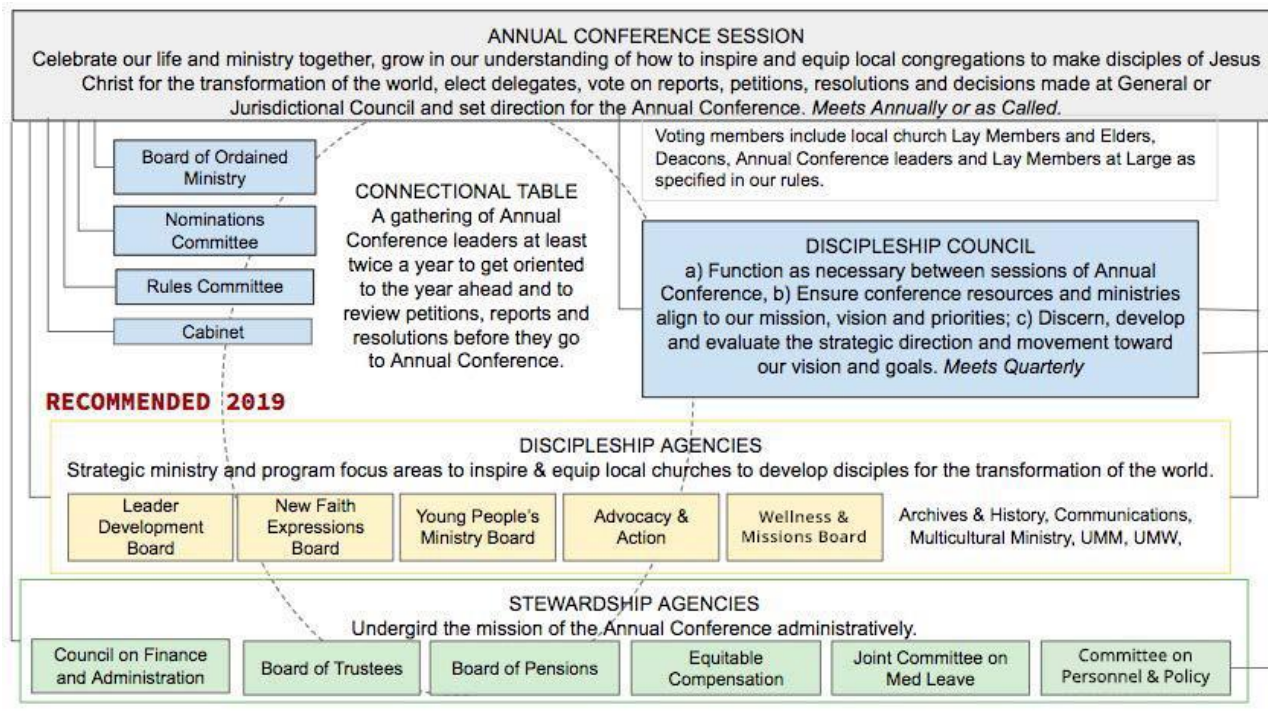 ANNUAL CONFERENCE SESSION
Celebrate our life and ministry together, grow in our understanding of how to inspire and equip local congregations to make disciples of Jesus
Christ for the transformation of the world, elect delegates, vote on reports, petitions, resolutions and decisions made at General or
Jurisdictional Council and set direction for the Annual Conference. Meets Annually or as Called.
Voting members include local church Lay Members and Elders,
Deacons, Annual Conference leaders and Lay Members at Large as
specified in our rules.
Board of Ordained
Ministry
Nominations
Committee
Rules Committee
Cabinet
CONNECTIONAL TABLE
A gathering of Annual
Conference leaders at least
twice a year to get oriented
to the year ahead and to
review petitions, reports and
resolutions before they go
to Annual Conference.
DISCIPLESHIP COUNCIL
a) Function as necessary between sessions of Annual
Conference, b) Ensure conference resources and ministries
align to our mission, vision and priorities; c) Discern, develop
and evaluate the strategic direction and movement toward
our vision and goals. Meets Quarterly
RECOMMENDED 2019
DISCIPLESHIP AGENCIES
Strategic ministry and program focus areas to inspire & equip local churches to develop disciples for the transformation of the world.
Leader
Development
Board
New Faith
Expressions
Board
Young People's
Ministry Board
Advocacy &
Action
Wellness &
Missions Board
Archives & History, Communications,
Multicultural Ministry, UMM, UMW,
STEWARDSHIP AGENCIES
Undergird the mission of the Annual Conference administratively.
Council on Finance
and Administration
Board of Trustees
Board of Pensions
Equitable
Compensation
Joint Committee on
Med Leave
Committee on
Personnel & Policy